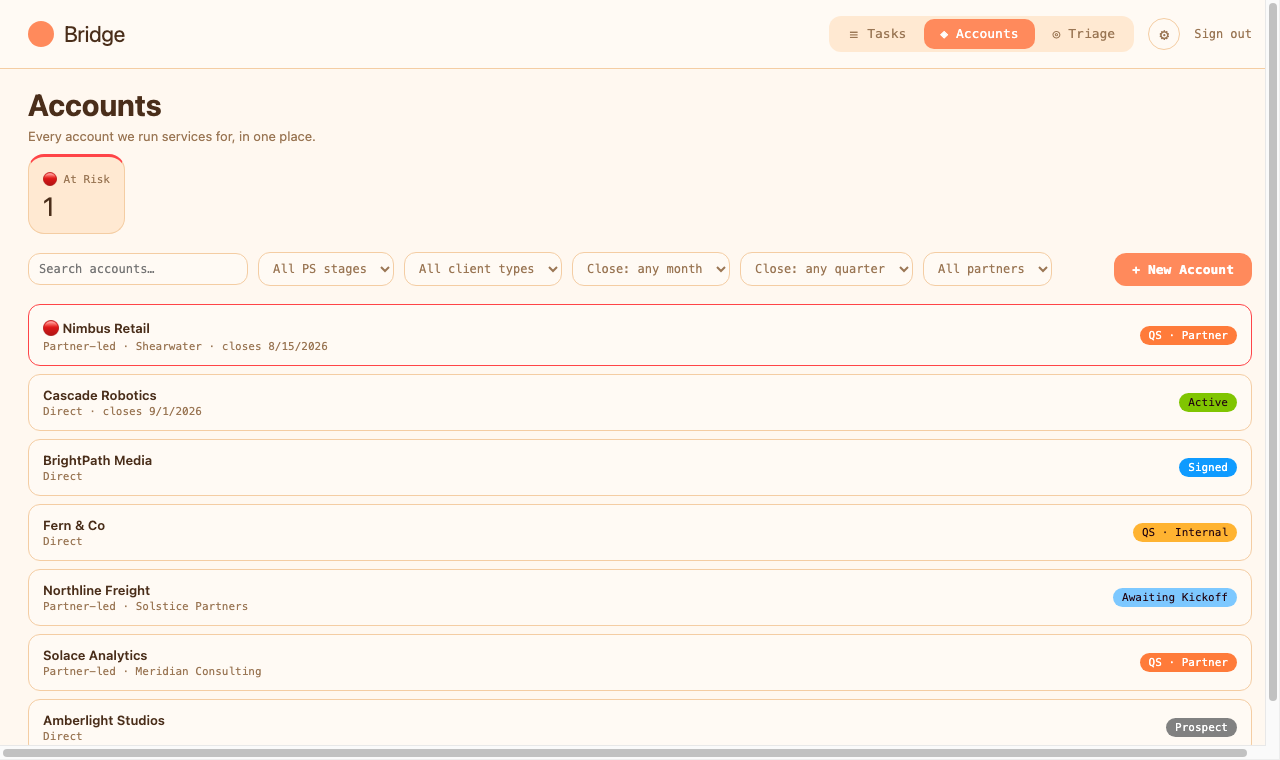 Bridge
≡ Tasks
◆ Accounts
◎ Triage
⚙
Sign out
Accounts
Every account we run services for, in one place.
🔴 At Risk
1
Search accounts…
All PS stages
All client types
Close: any month
Close: any quarter
All partners
+ New Account
🔴 Nimbus Retail
Partner-led · Shearwater · closes 8/15/2026
QS · Partner
Cascade Robotics
Direct · closes 9/1/2026
Active
BrightPath Media
Direct
Signed
Fern & Co
Direct
QS · Internal
Northline Freight
Partner-led · Solstice Partners
Awaiting Kickoff
Solace Analytics
Partner-led · Meridian Consulting
QS · Partner
Amberlight Studios
Direct
Prospect